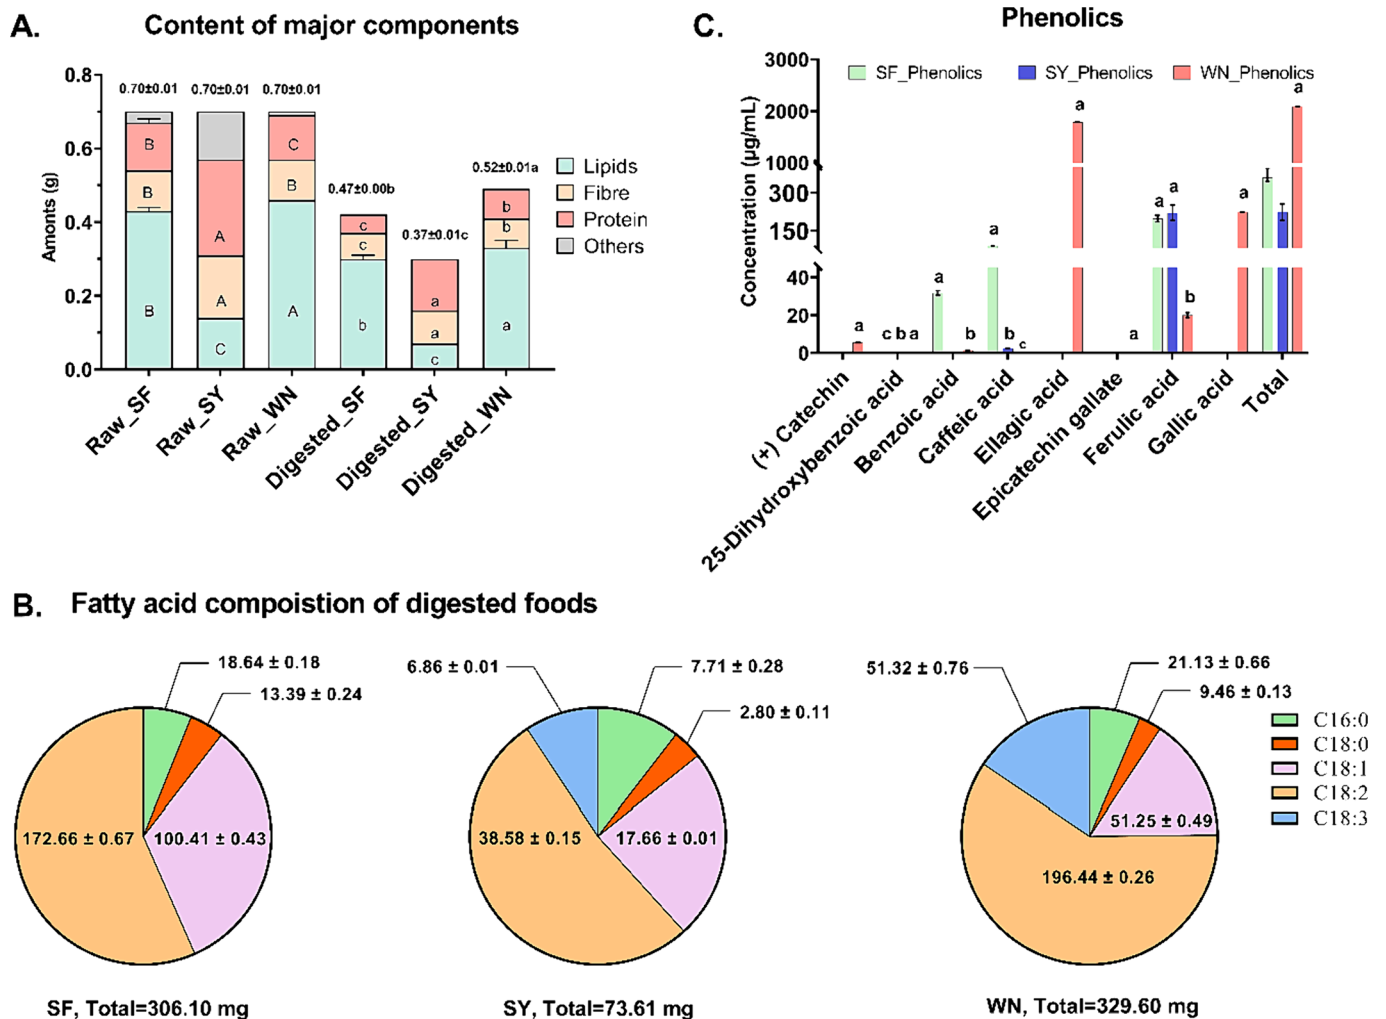 A. Content of major components
Amonts (g)
0.8
0.6
0.4
0.2
0.0
0.70±0.01 0.70±0.01 0.70±0.01
0.47±0.00b
0.37±0.01c
0.52±0.01a
B
B
B
A
A
C
C
B
A
c
c
b
a
a
c
b
b
a
Raw_SF
Raw_SY
Raw_WN
Digested_SF
Digested_SY
Digested_WN
Lipids
Fibre
Protein
Others
C. Phenolics
SF_Phenolics SY_Phenolics WN_Phenolics
Concentration (µg/mL)
3000
2000
1000
300
150
40
20
0
a
c b a
a
b
a
b
c
a
a
a
a
b
a
a
(+) Catechin
25-Dihydroxybenzoic acid
Benzoic acid
Caffeic acid
Ellagic acid
Epicatechin gallate
Ferulic acid
Gallic acid
Total
B. Fatty acid compoistion of digested foods
18.64 ± 0.18
13.39 ± 0.24
172.66 ± 0.67
100.41 ± 0.43
SF, Total=306.10 mg
6.86 ± 0.01
7.71 ± 0.28
2.80 ± 0.11
38.58 ± 0.15
17.66 ± 0.01
SY, Total=73.61 mg
51.32 ± 0.76
21.13 ± 0.66
9.46 ± 0.13
51.25 ± 0.49
196.44 ± 0.26
WN, Total=329.60 mg
C16:0
C18:0
C18:1
C18:2
C18:3